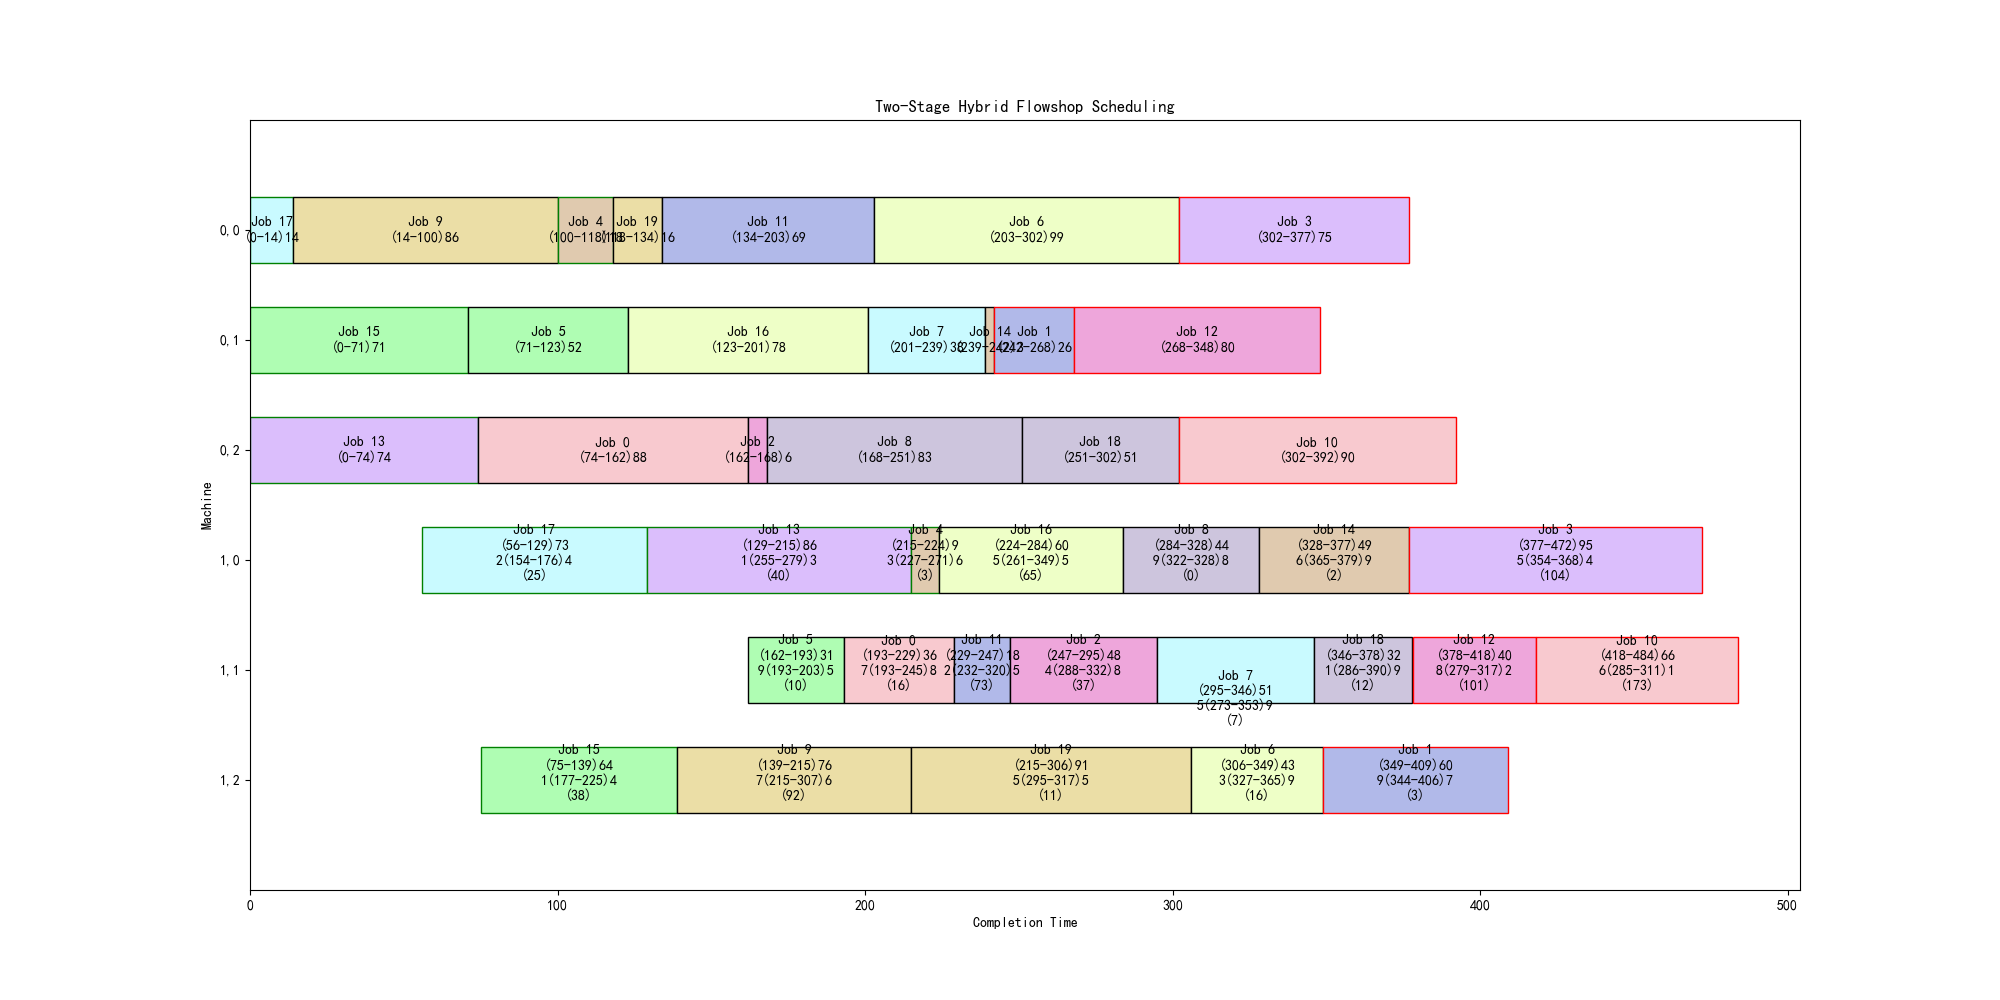 Two-Stage Hybrid Flowshop Scheduling
0,0
Job 17
(0-14)14
Job 9
(14-100)86
Job 4
(100-118)18
Job 19
(118-134)16
Job 11
(134-203)69
Job 6
(203-302)99
Job 3
(302-377)75
0,1
Job 15
(0-71)71
Job 5
(71-123)52
Job 16
(123-201)78
Job 7
(201-239)38
Job 14
(239-242)3
Job 1
(242-268)26
Job 12
(268-348)80
0,2
Job 13
(0-74)74
Job 0
(74-162)88
Job 2
(162-168)6
Job 8
(168-251)83
Job 18
(251-302)51
Job 10
(302-392)90
Machine
1,0
Job 17
(56-129)73
2(154-176)4
(25)
Job 13
(129-215)86
1(255-279)3
(40)
Job 4
(215-224)9
3(227-271)6
(3)
Job 16
(224-284)60
5(261-349)5
(65)
Job 8
(284-328)44
9(322-328)8
(0)
Job 14
(328-377)49
6(365-379)9
(2)
Job 3
(377-472)95
5(354-368)4
(104)
1,1
Job 5
(162-193)31
9(193-203)5
(10)
Job 0
(193-229)36
7(193-245)8
(16)
Job 11
(229-247)18
2(232-320)5
(73)
Job 2
(247-295)48
4(288-332)8
(37)
Job 7
(295-346)51
5(273-353)9
(7)
Job 18
(346-378)32
1(286-390)9
(12)
Job 12
(378-418)40
8(279-317)2
(101)
Job 10
(418-484)66
6(285-311)1
(173)
1,2
Job 15
(75-139)64
1(177-225)4
(38)
Job 9
(139-215)76
7(215-307)6
(92)
Job 19
(215-306)91
5(295-317)5
(11)
Job 6
(306-349)43
3(327-365)9
(16)
Job 1
(349-409)60
9(344-406)7
(3)
0
100
200
300
400
500
Completion Time